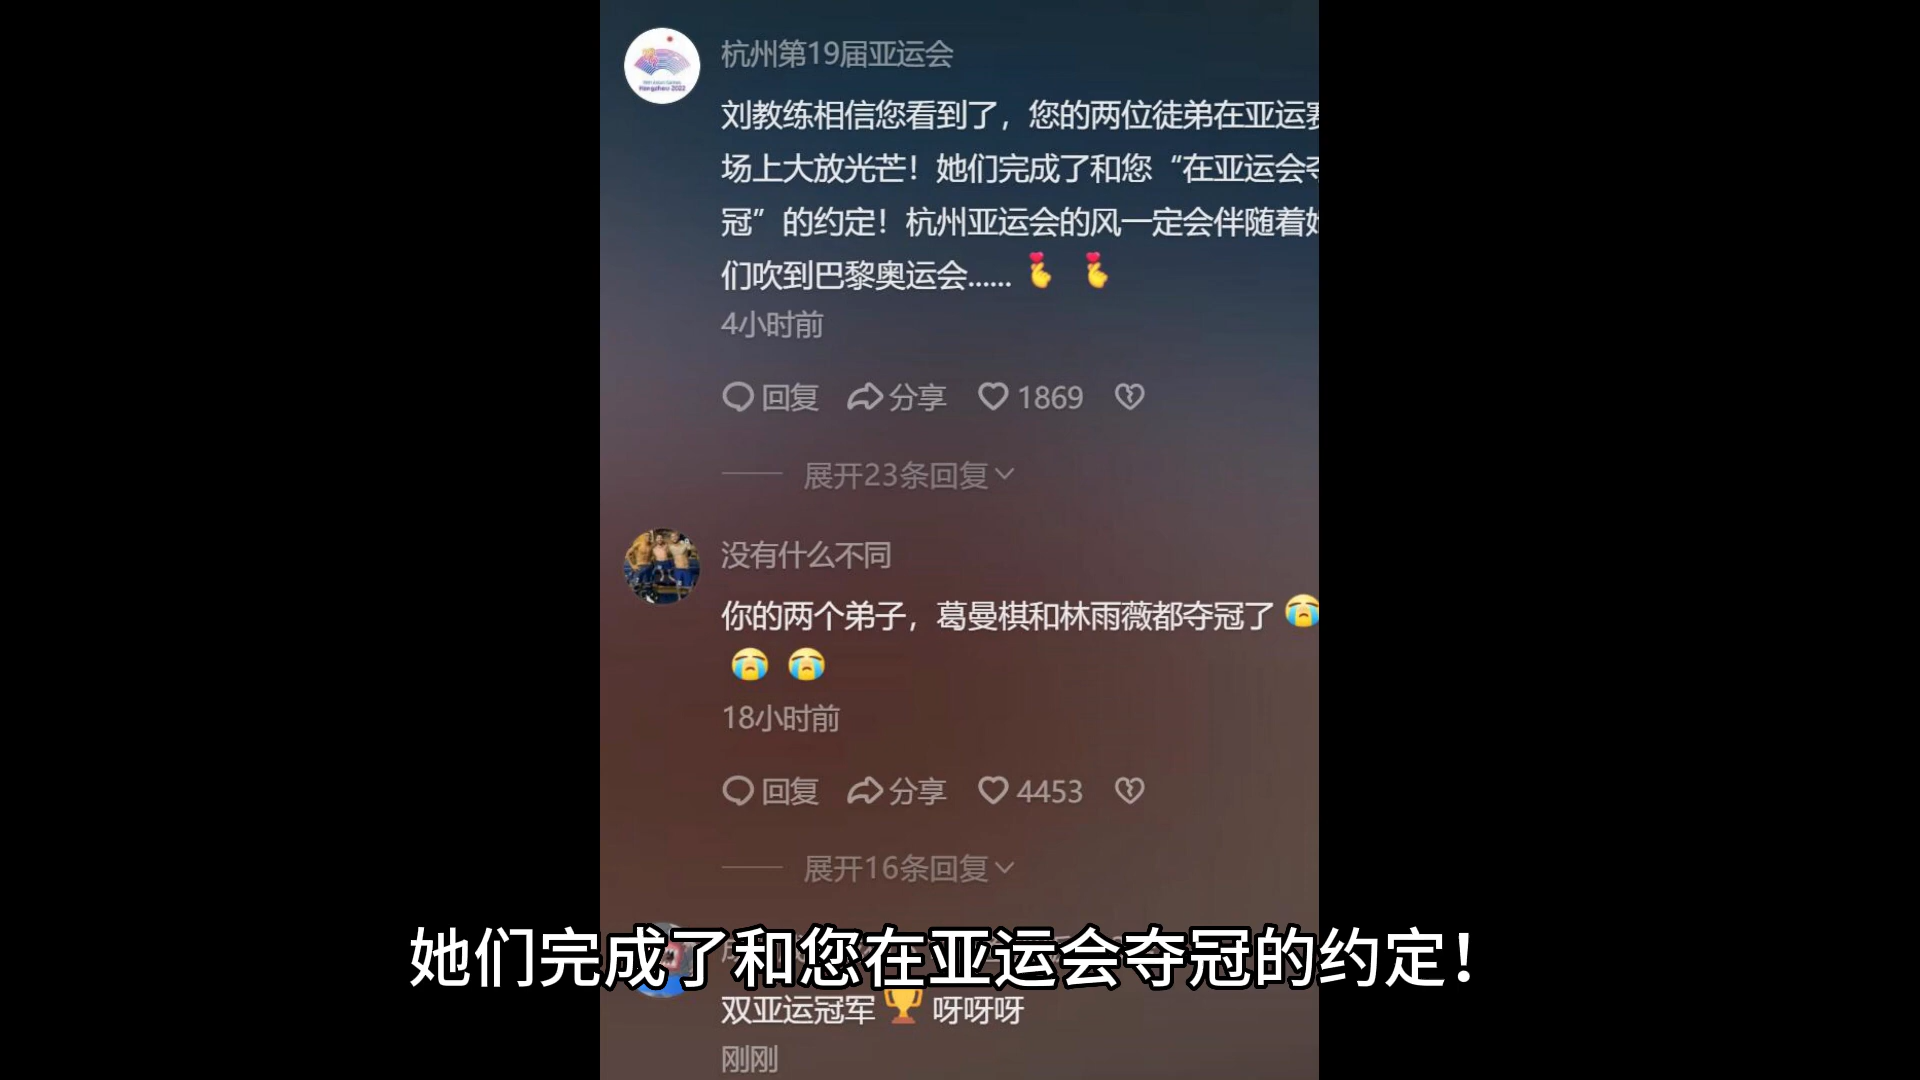 杭州第19届亚运会
刘教练相信您看到了，您的两位徒弟在亚运赛
场上大放光芒！她们完成了和您“在亚运会夺
冠”的约定！杭州亚运会的风一定会伴随着她
们吹到巴黎奥运会......
4小时前
回复 分享 1869
展开23条回复
没有什么不同
你的两个弟子，葛曼棋和林雨薇都夺冠了
18小时前
回复 分享 4453
展开16条回复
她们完成了和您在亚运会夺冠的约定！
双亚运冠军 呀呀呀
刚刚